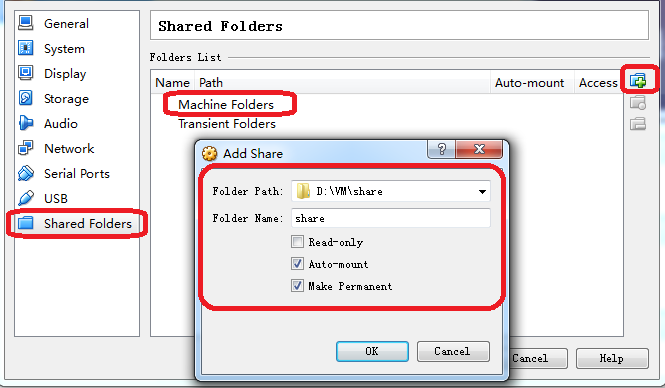 General
System
Display
Storage
Audio
Network
Serial Ports
USB
Shared Folders
Shared Folders
Folders List
Name Path Auto-mount Access
Machine Folders
Transient Folders
Add Share
?
Folder Path: D:\VM\share
Folder Name: share
Read-only
Auto-mount
Make Permanent
OK Cancel
Cancel Help